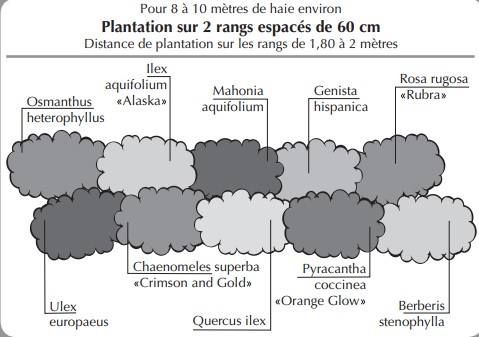 Pour 8 à 10 mètres de haie environ
Plantation sur 2 rangs espacés de 60 cm
Distance de plantation sur les rangs de 1,80 à 2 mètres
Osmanthus
heterophyllus
Ilex
aquifolium
«Alaska»
Mahonia
aquifolium
Genista
hispanica
Rosa rugosa
«Rubra»
Ulex
europaeus
Chaenomeles superba
«Crimson and Gold»
Quercus ilex
Pyracantha
coccinea
«Orange Glow»
Berberis
stenophylla